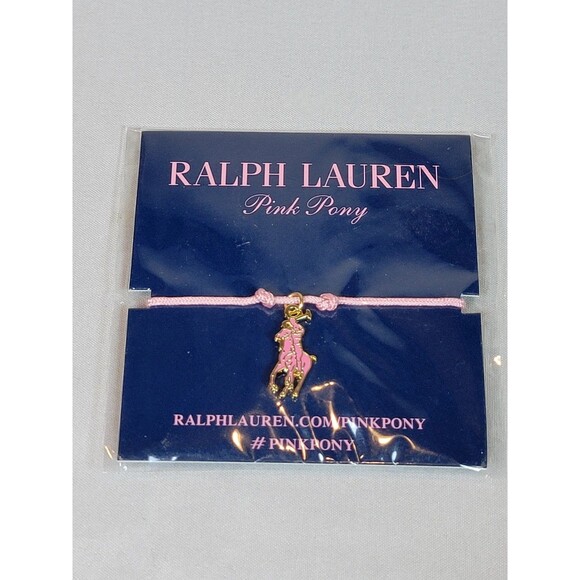 RALPH LAUREN
Pink Pony
RALPHLAUREN.COM/PINKPONY
# PINKPONY